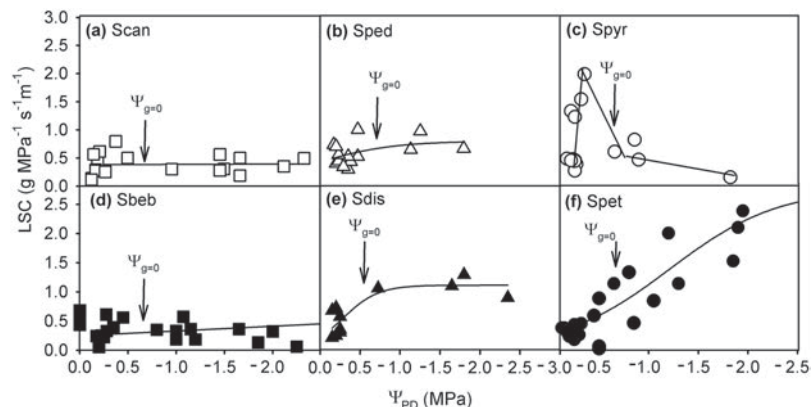 3.0
2.5
2.0
1.5
1.0
0.5
0.0
2.5
2.0
1.5
1.0
0.5
0.0
LSC (g MPa⁻¹ s⁻¹m⁻¹)
(a) Scan
Ψg=0
(b) Sped
Ψg=0
(c) Spyr
Ψg=0
(d) Sbeb
Ψg=0
(e) Sdis
Ψg=0
(f) Spet
Ψg=0
0.0 -0.5 -1.0 -1.5 -2.0 0.0 -0.5 -1.0 -1.5 -2.0 -2.5 -3.0 -0.5 -1.0 -1.5 -2.0 -2.5
ΨPD (MPa)